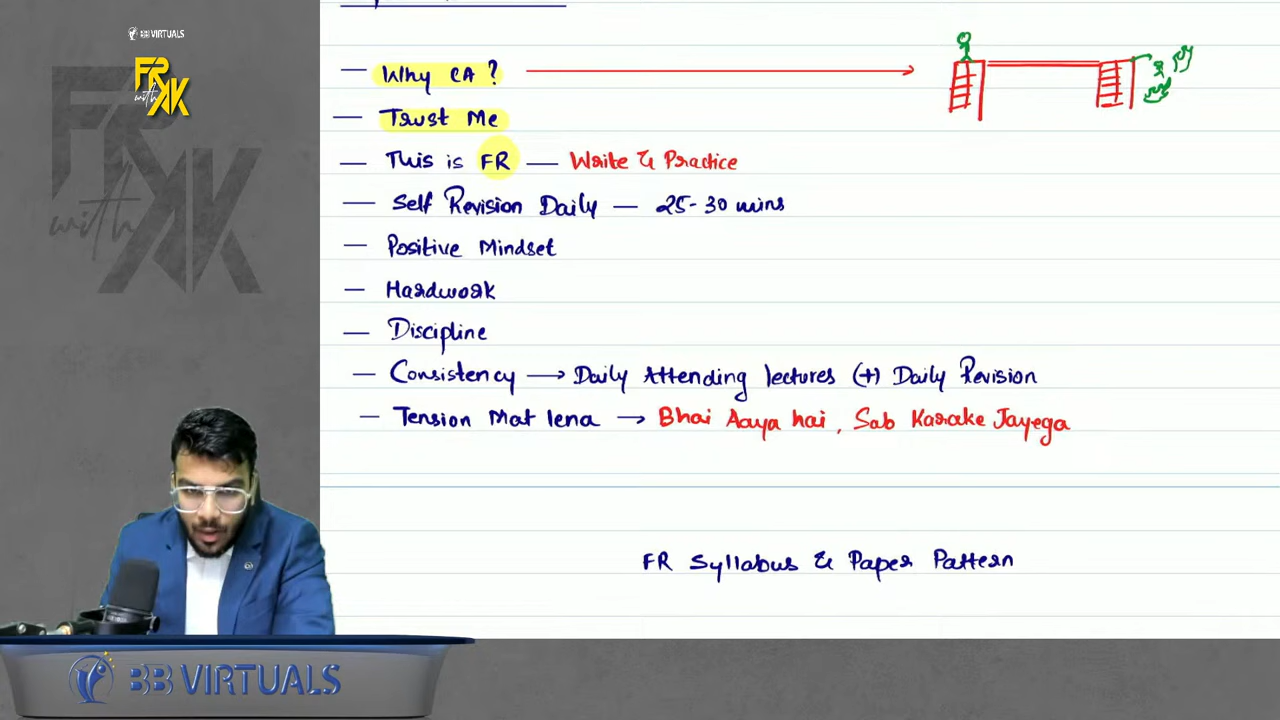 BB VIRTUALS
FR
with
AK
— Why CA ? ⟶
— Trust Me
— This is FR — Write & Practice
— Self Revision Daily — 25-30 mins
— Positive Mindset
— Hardwork
— Discipline
— Consistency → Daily Attending lectures (+) Daily Revision
— Tension Mat lena → Bhai Aaya hai, Sab Karake Jayega
FR Syllabus & Paper Pattern
BB VIRTUALS